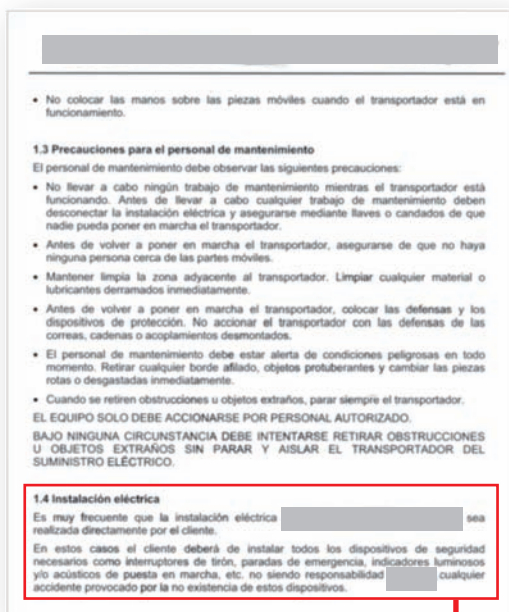 • No colocar las manos sobre las piezas móviles cuando el transportador está en
funcionamiento.
1.3 Precauciones para el personal de mantenimiento
El personal de mantenimiento debe observar las siguientes precauciones:
• No llevar a cabo ningún trabajo de mantenimiento mientras el transportador está
funcionando. Antes de llevar a cabo cualquier trabajo de mantenimiento deben
desconectar la instalación eléctrica y asegurarse mediante llaves o candados de que
nadie pueda poner en marcha el transportador.
• Antes de volver a poner en marcha el transportador, asegurarse de que no haya
ninguna persona cerca de las partes móviles.
• Mantener limpia la zona adyacente al transportador. Limpiar cualquier material o
lubricantes derramados inmediatamente.
• Antes de volver a poner en marcha el transportador, colocar las defensas y los
dispositivos de protección. No accionar el transportador con las defensas de las
correas, cadenas o acoplamientos desmontados.
• El personal de mantenimiento debe estar alerta de condiciones peligrosas en todo
momento. Retirar cualquier borde afilado, objetos protuberantes y cambiar las piezas
rotas o desgastadas inmediatamente.
• Cuando se retiren obstrucciones u objetos extraños, parar siempre el transportador.
EL EQUIPO SOLO DEBE ACCIONARSE POR PERSONAL AUTORIZADO.
BAJO NINGUNA CIRCUNSTANCIA DEBE INTENTARSE RETIRAR OBSTRUCCIONES
U OBJETOS EXTRAÑOS SIN PARAR Y AISLAR EL TRANSPORTADOR DEL
SUMINISTRO ELÉCTRICO.
1.4 Instalación eléctrica
Es muy frecuente que la instalación eléctrica sea
realizada directamente por el cliente.
En estos casos el cliente deberá de instalar todos los dispositivos de seguridad
necesarios como interruptores de tirón, paradas de emergencia, indicadores luminosos
y/o acústicos de puesta en marcha, etc. no siendo responsabilidad cualquier
accidente provocado por la no existencia de estos dispositivos.